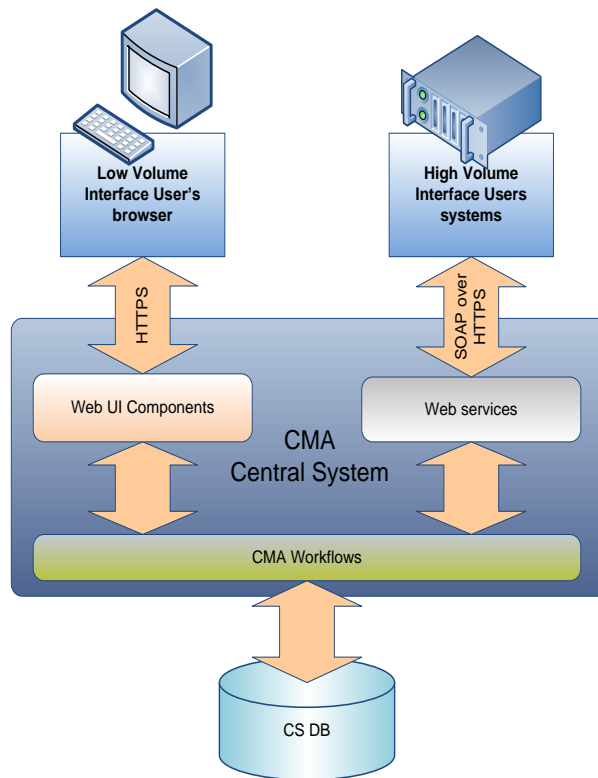 Low Volume
Interface User's
browser
High Volume
Interface Users
systems
HTTPS
SOAP over
HTTPS
Web UI Components
Web services
CMA
Central System
CMA Workflows
CS DB